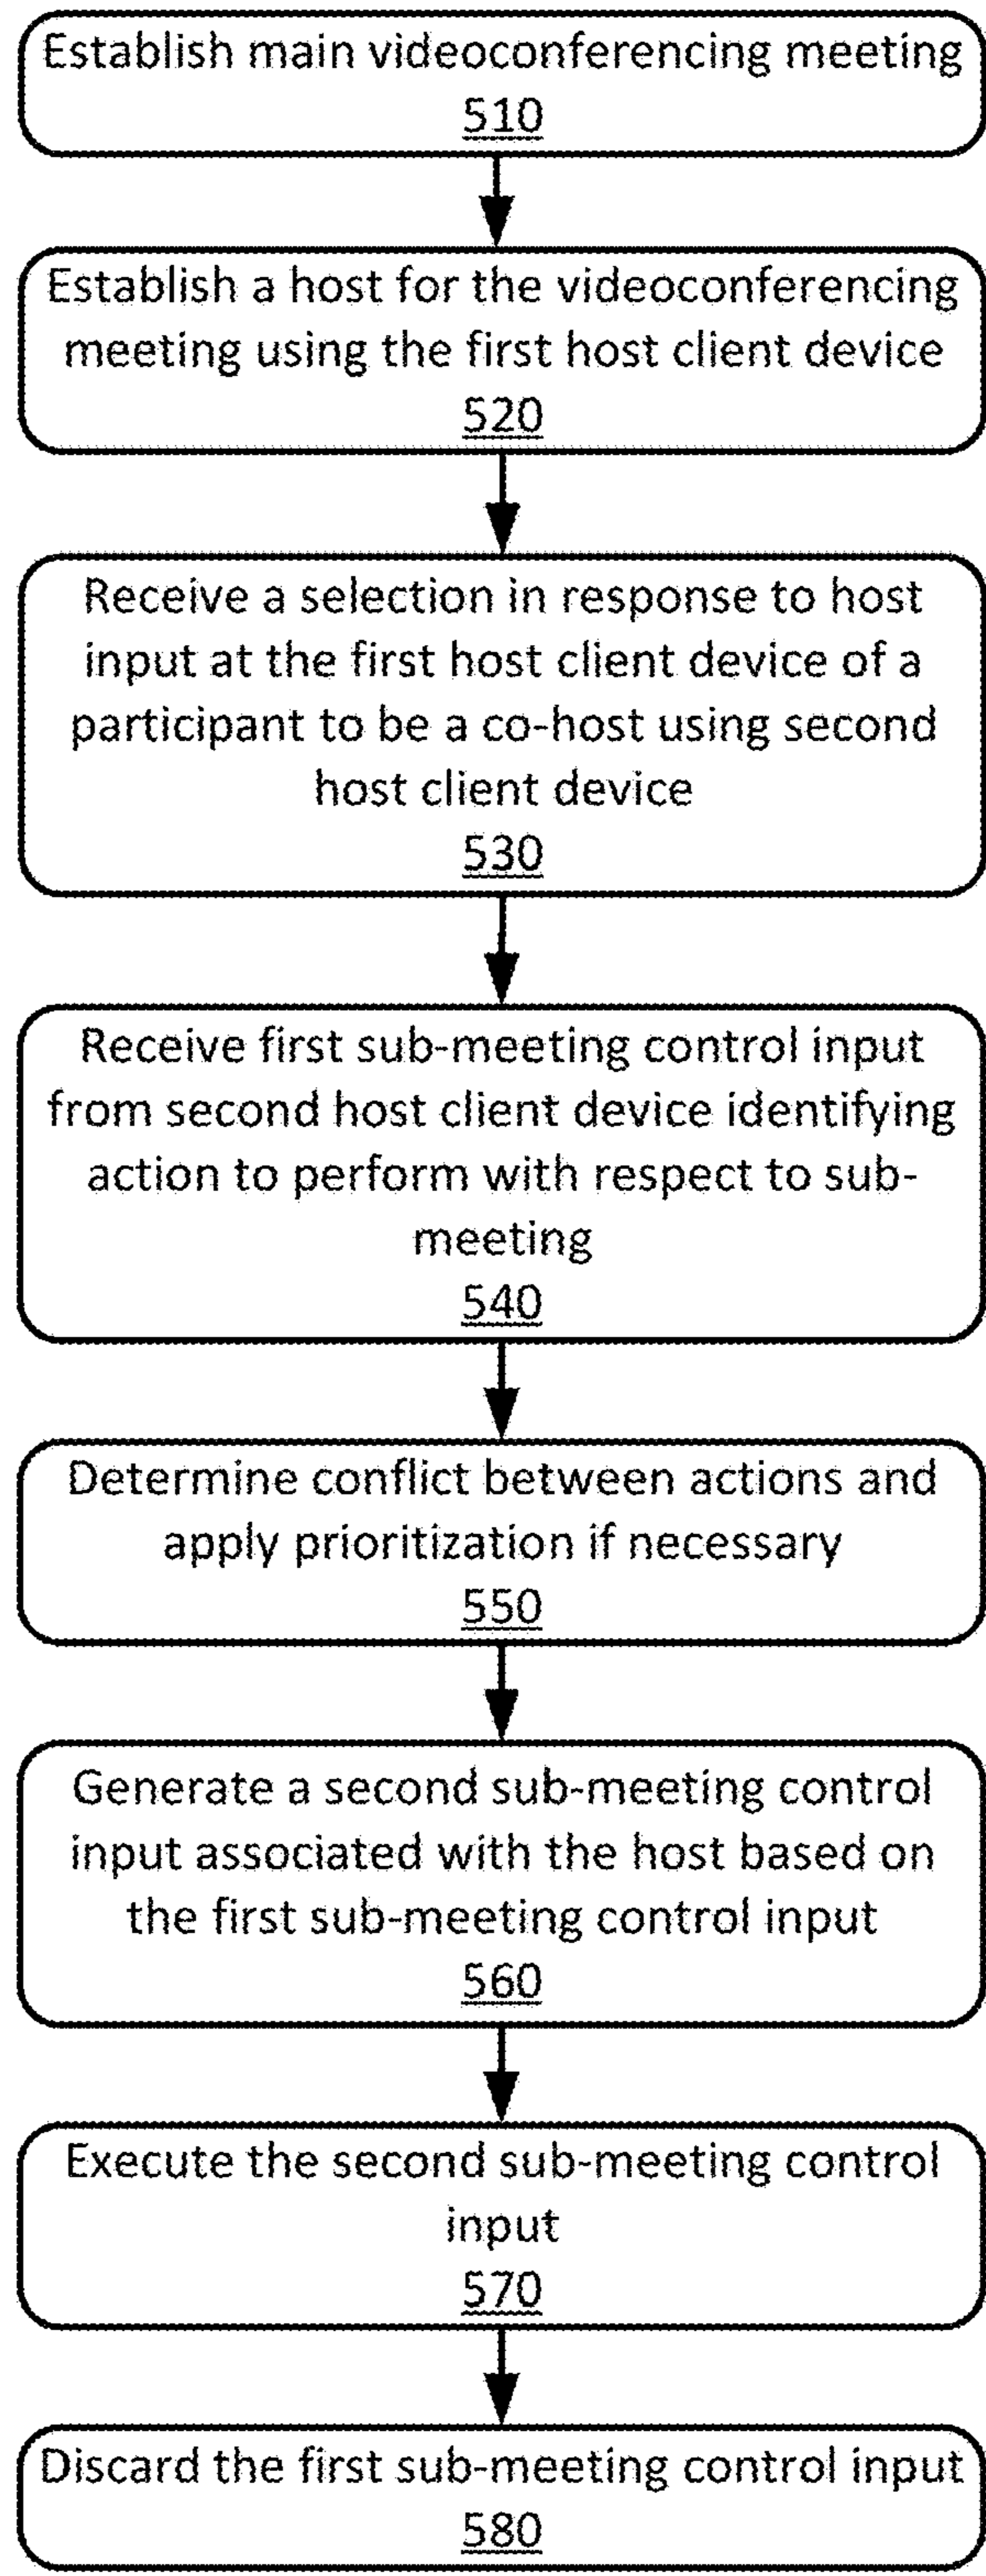 Establish main videoconferencing meeting
510
Establish a host for the videoconferencing
meeting using the first host client device
520
Receive a selection in response to host
input at the first host client device of a
participant to be a co-host using second
host client device
530
Receive first sub-meeting control input
from second host client device identifying
action to perform with respect to sub-
meeting
540
Determine conflict between actions and
apply prioritization if necessary
550
Generate a second sub-meeting control
input associated with the host based on
the first sub-meeting control input
560
Execute the second sub-meeting control
input
570
Discard the first sub-meeting control input
580